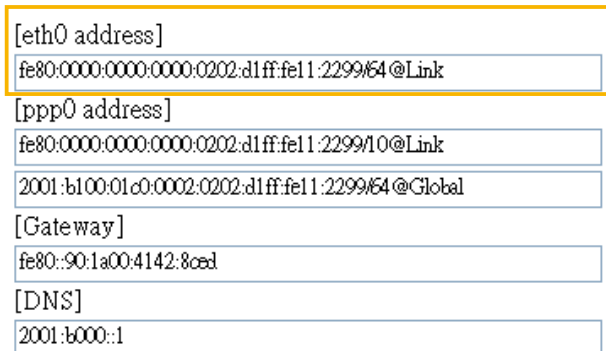 [eth0 address]
fe80:0000:0000:0000:0202:d1ff:fe11:2299/64@Link
[ppp0 address]
fe80:0000:0000:0000:0202:d1ff:fe11:2299/10@Link
2001:b100:01c0:0002:0202:d1ff:fe11:2299/64@Global
[Gateway]
fe80::90:1a00:4142:8ced
[DNS]
2001:b000::1